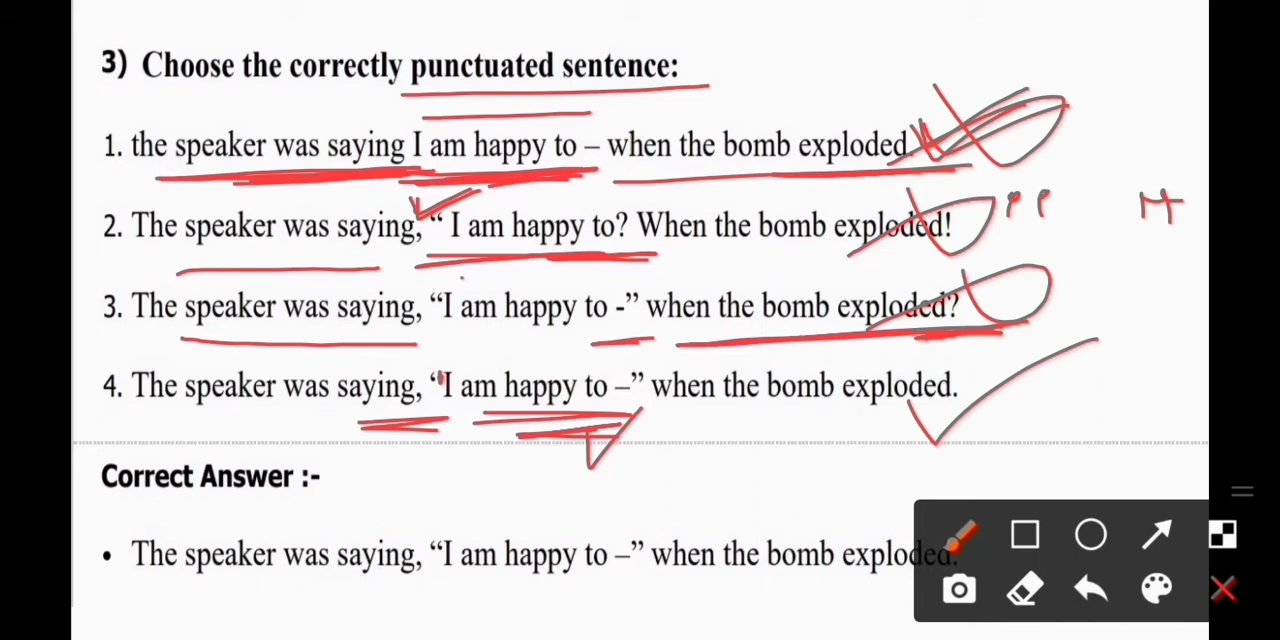 3) Choose the correctly punctuated sentence:
1. the speaker was saying I am happy to – when the bomb exploded.
2. The speaker was saying, “ I am happy to? When the bomb exploded!
3. The speaker was saying, “I am happy to -” when the bomb exploded?
4. The speaker was saying, “I am happy to –” when the bomb exploded.
Correct Answer :-
• The speaker was saying, “I am happy to –” when the bomb exploded.